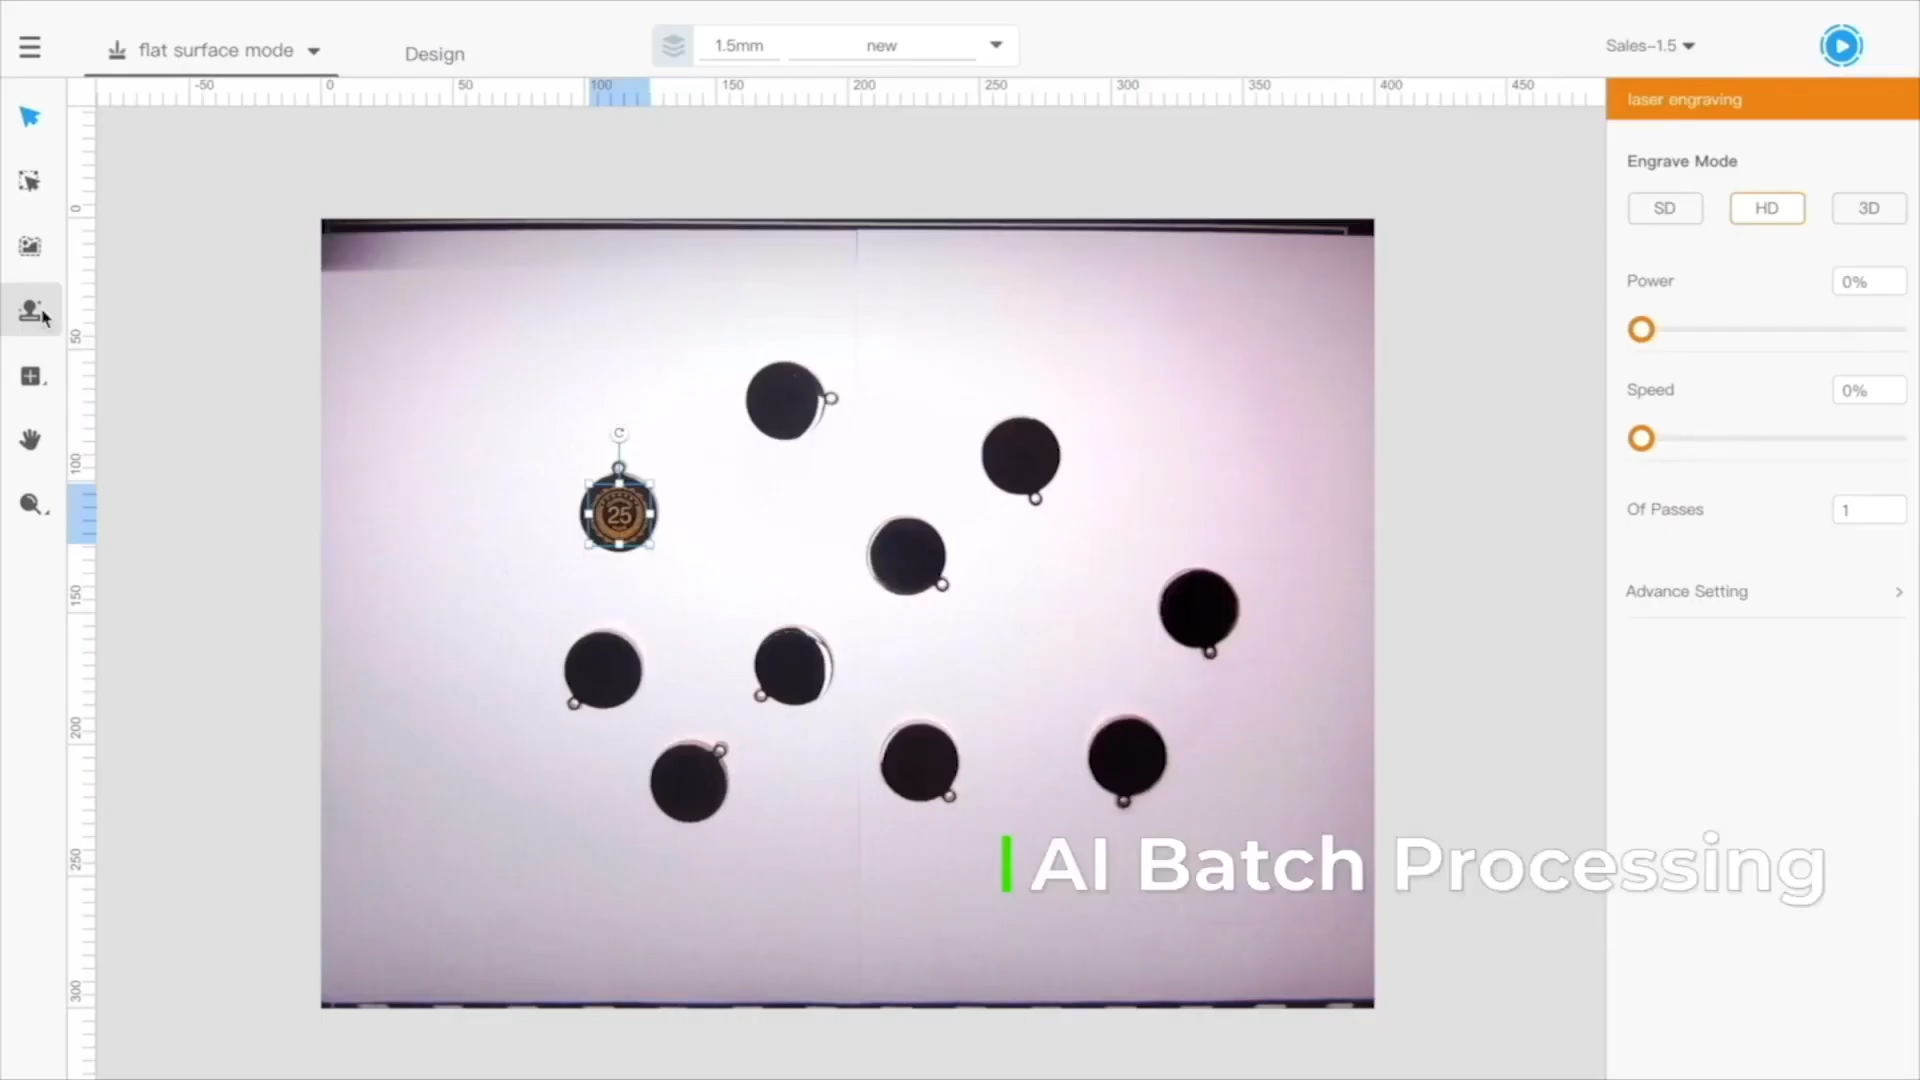 flat surface mode
Design
1.5mm
new
Sales-1.5
-50
0
50
100
150
200
250
300
350
400
450
laser engraving
Engrave Mode
SD
HD
3D
Power
0%
Speed
0%
Of Passes
1
Advance Setting
0
50
100
150
200
250
300
C
25
AI Batch Processing